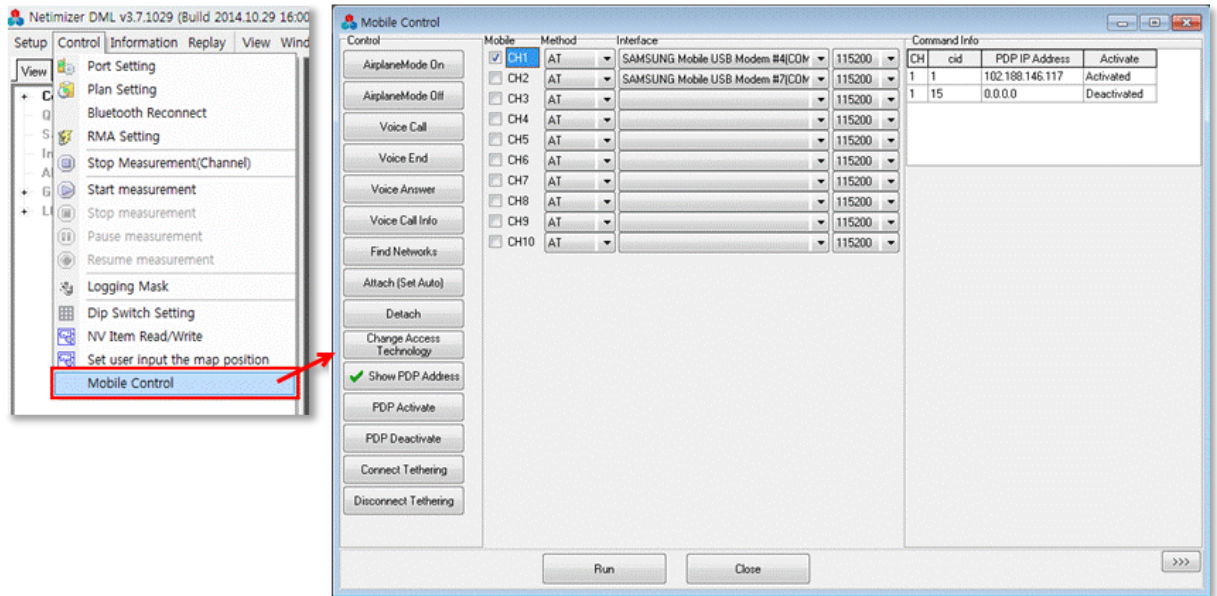 Netimizer DML v3.7.1029 (Build 2014.10.29 16:00
Setup Control Information Replay View Wind
View
Port Setting
Plan Setting
Bluetooth Reconnect
RMA Setting
Stop Measurement(Channel)
Start measurement
Stop measurement
Pause measurement
Resume measurement
Logging Mask
Dip Switch Setting
NV Item Read/Write
Set user input the map position
Mobile Control
Mobile Control
Control
AirplaneMode On
AirplaneMode Off
Voice Call
Voice End
Voice Answer
Voice Call Info
Find Networks
Attach (Set Auto)
Detach
Change Access
Technology
Show PDP Address
PDP Activate
PDP Deactivate
Connect Tethering
Disconnect Tethering
Mobile Method Interface
CH1 AT SAMSUNG Mobile USB Modem #4(COM 115200
CH2 AT SAMSUNG Mobile USB Modem #7(COM 115200
CH3 AT 115200
CH4 AT 115200
CH5 AT 115200
CH6 AT 115200
CH7 AT 115200
CH8 AT 115200
CH9 AT 115200
CH10 AT 115200
Command Info
CH cid PDP IP Address Activate
1 1 102.188.146.117 Activated
1 15 0.0.0.0 Deactivated
Run Close >>>